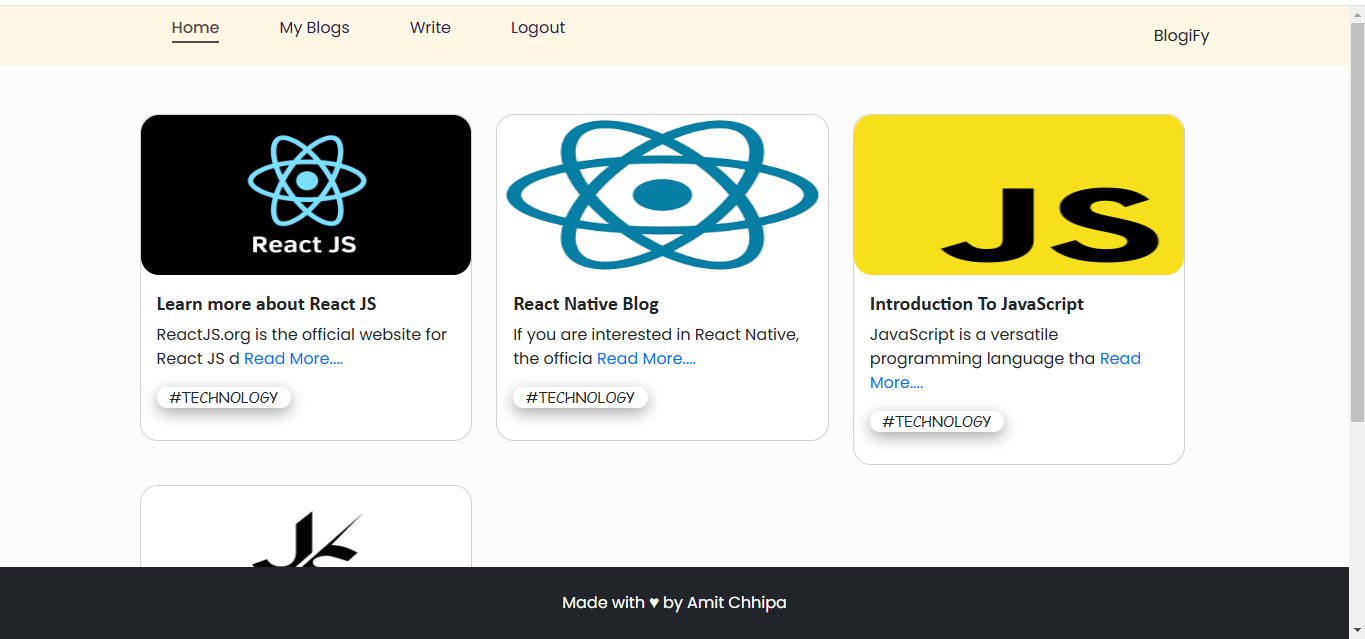 Home My Blogs Write Logout
BlogiFy
React JS
Learn more about React JS
ReactJS.org is the official website for
React JS d Read More....
#TECHNOLOGY
React Native Blog
If you are interested in React Native,
the officia Read More....
#TECHNOLOGY
JS
Introduction To JavaScript
JavaScript is a versatile
programming language tha Read
More....
#TECHNOLOGY
Made with ♥ by Amit Chhipa